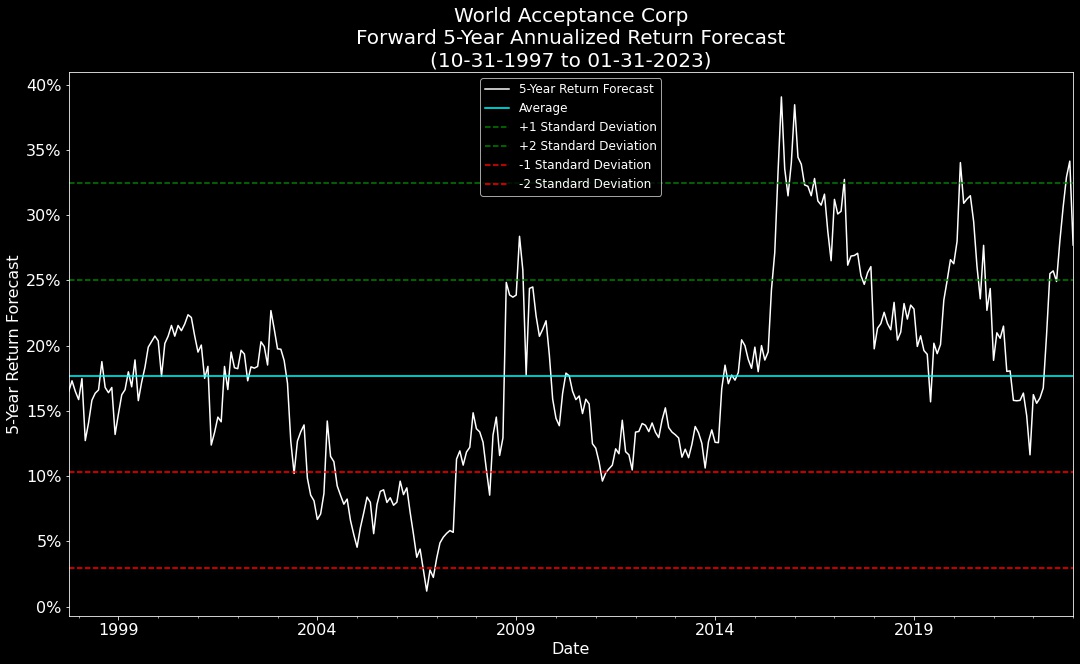 World Acceptance Corp
Forward 5-Year Annualized Return Forecast
(10-31-1997 to 01-31-2023)
5-Year Return Forecast
Average
+1 Standard Deviation
+2 Standard Deviation
-1 Standard Deviation
-2 Standard Deviation
5-Year Return Forecast
40%
35%
30%
25%
20%
15%
10%
5%
0%
1999
2004
2009
2014
2019
Date